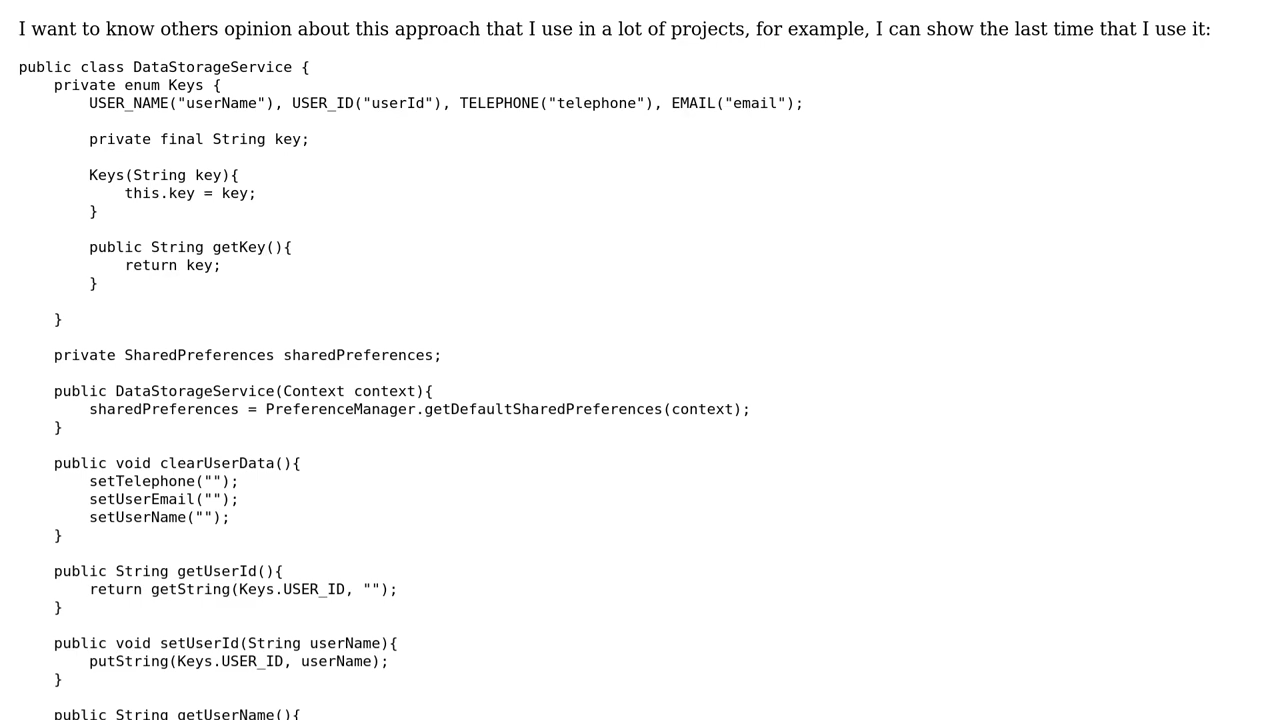 I want to know others opinion about this approach that I use in a lot of projects, for example, I can show the last time that I use it:
public class DataStorageService {
    private enum Keys {
        USER_NAME("userName"), USER_ID("userId"), TELEPHONE("telephone"), EMAIL("email");

        private final String key;

        Keys(String key){
            this.key = key;
        }

        public String getKey(){
            return key;
        }

    }

    private SharedPreferences sharedPreferences;

    public DataStorageService(Context context){
        sharedPreferences = PreferenceManager.getDefaultSharedPreferences(context);
    }

    public void clearUserData(){
        setTelephone("");
        setUserEmail("");
        setUserName("");
    }

    public String getUserId(){
        return getString(Keys.USER_ID, "");
    }

    public void setUserId(String userName){
        putString(Keys.USER_ID, userName);
    }

    public String getUserName(){